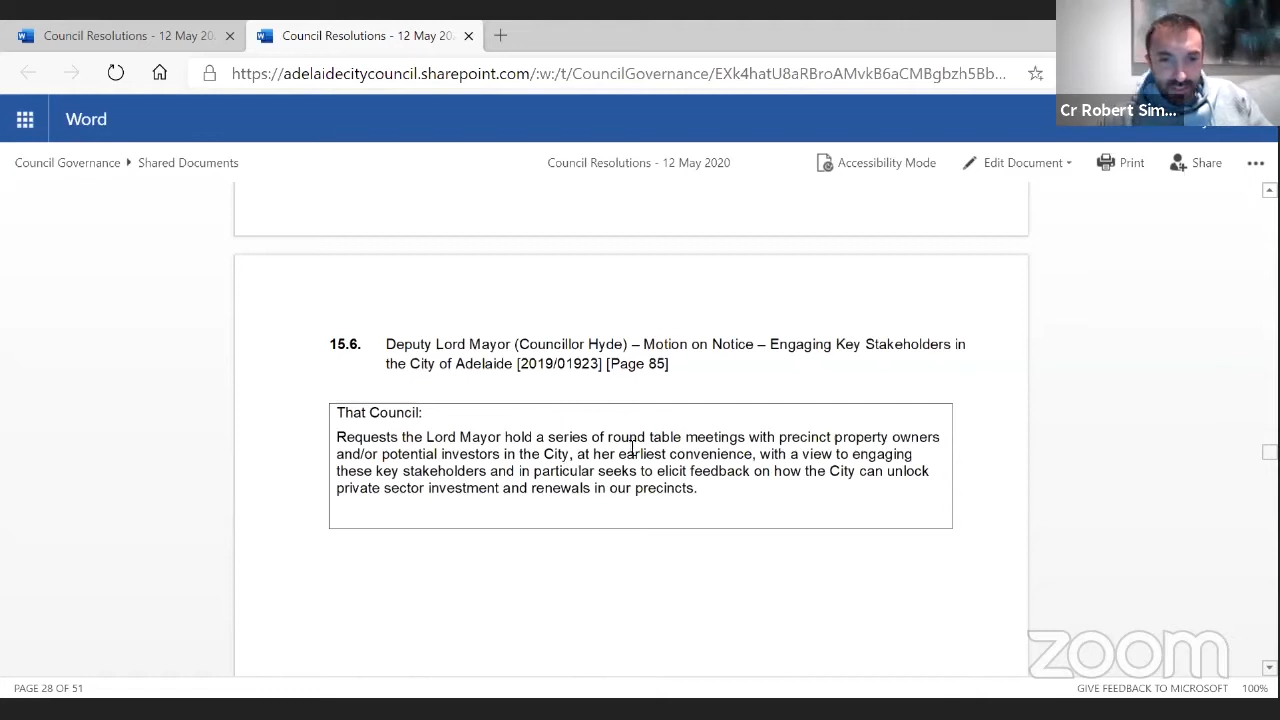 Council Resolutions - 12 May 20
Council Resolutions - 12 May 20
https://adelaidecitycouncil.sharepoint.com/:w:/t/CouncilGovernance/EXk4hatU8aRBroAMvkB6aCMBgbzh5Bb...
Cr Robert Sim...
Word
Council Governance Shared Documents
Council Resolutions - 12 May 2020
Accessibility Mode
Edit Document
Print
Share
15.6. Deputy Lord Mayor (Councillor Hyde) – Motion on Notice – Engaging Key Stakeholders in
the City of Adelaide [2019/01923] [Page 85]
That Council:
Requests the Lord Mayor hold a series of round table meetings with precinct property owners
and/or potential investors in the City, at her earliest convenience, with a view to engaging
these key stakeholders and in particular seeks to elicit feedback on how the City can unlock
private sector investment and renewals in our precincts.
zoom
PAGE 28 OF 51
GIVE FEEDBACK TO MICROSOFT 100%